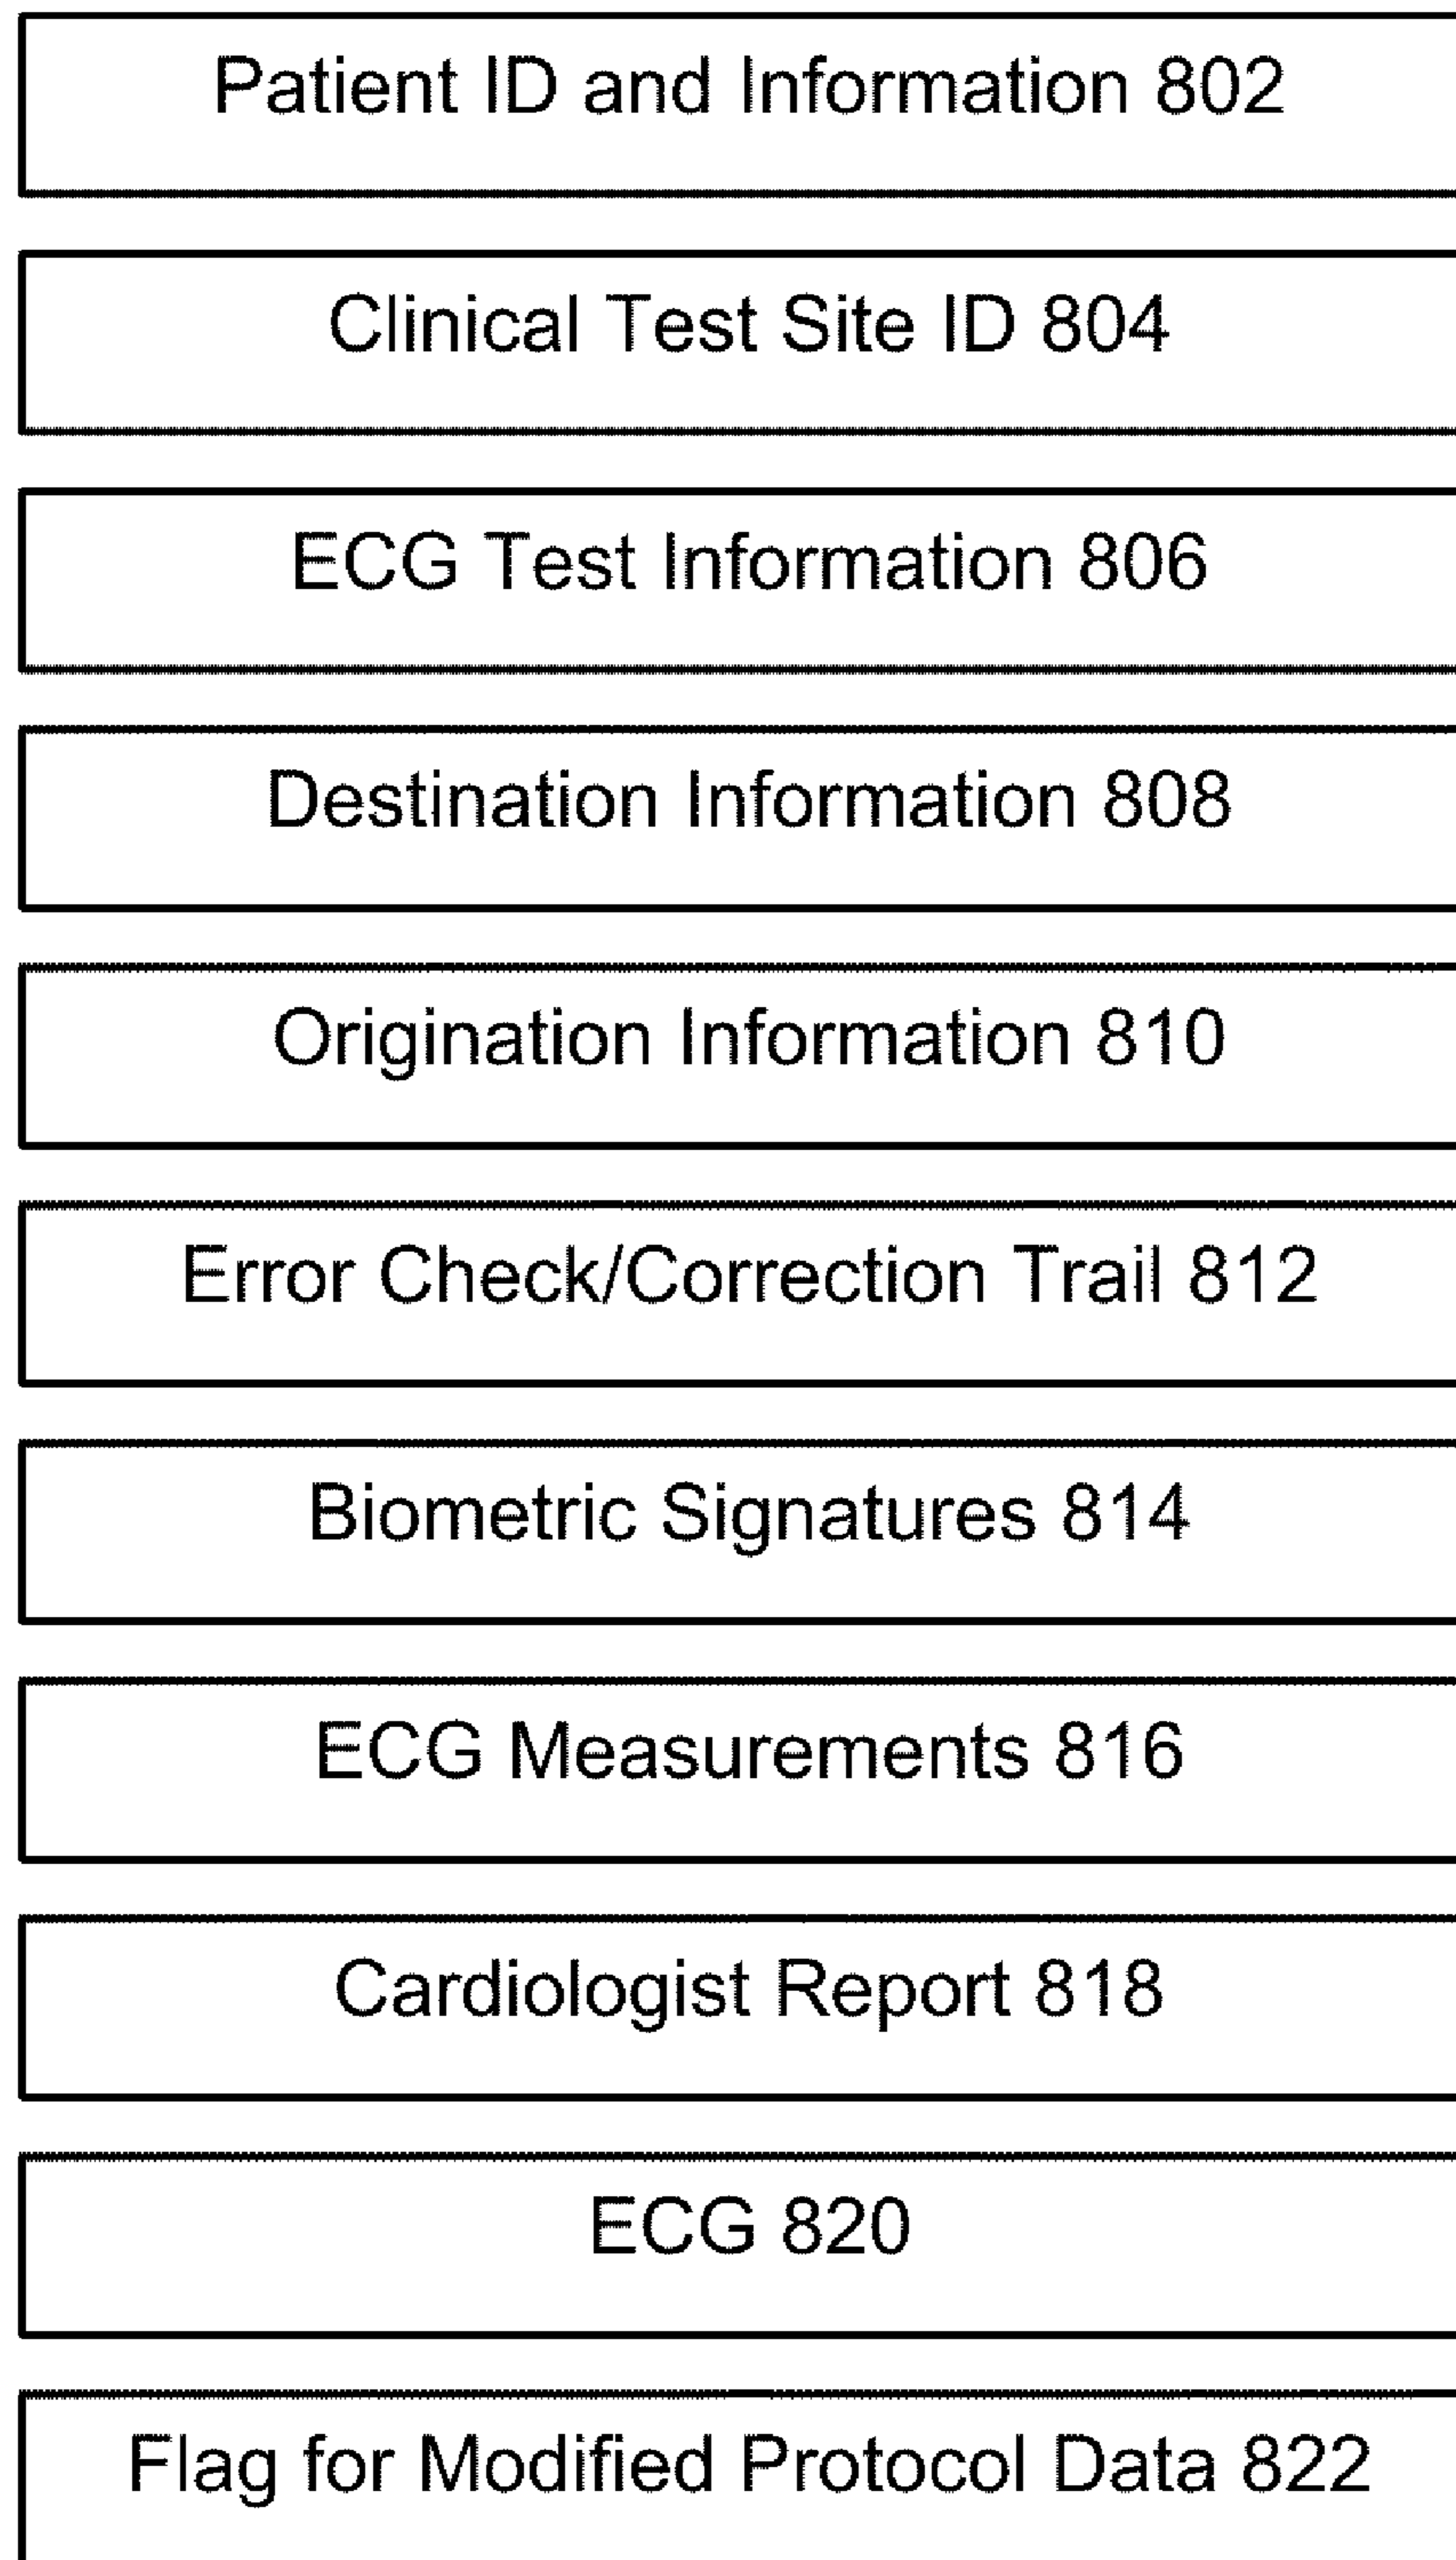 Patient ID and Information 802
Clinical Test Site ID 804
ECG Test Information 806
Destination Information 808
Origination Information 810
Error Check/Correction Trail 812
Biometric Signatures 814
ECG Measurements 816
Cardiologist Report 818
ECG 820
Flag for Modified Protocol Data 822